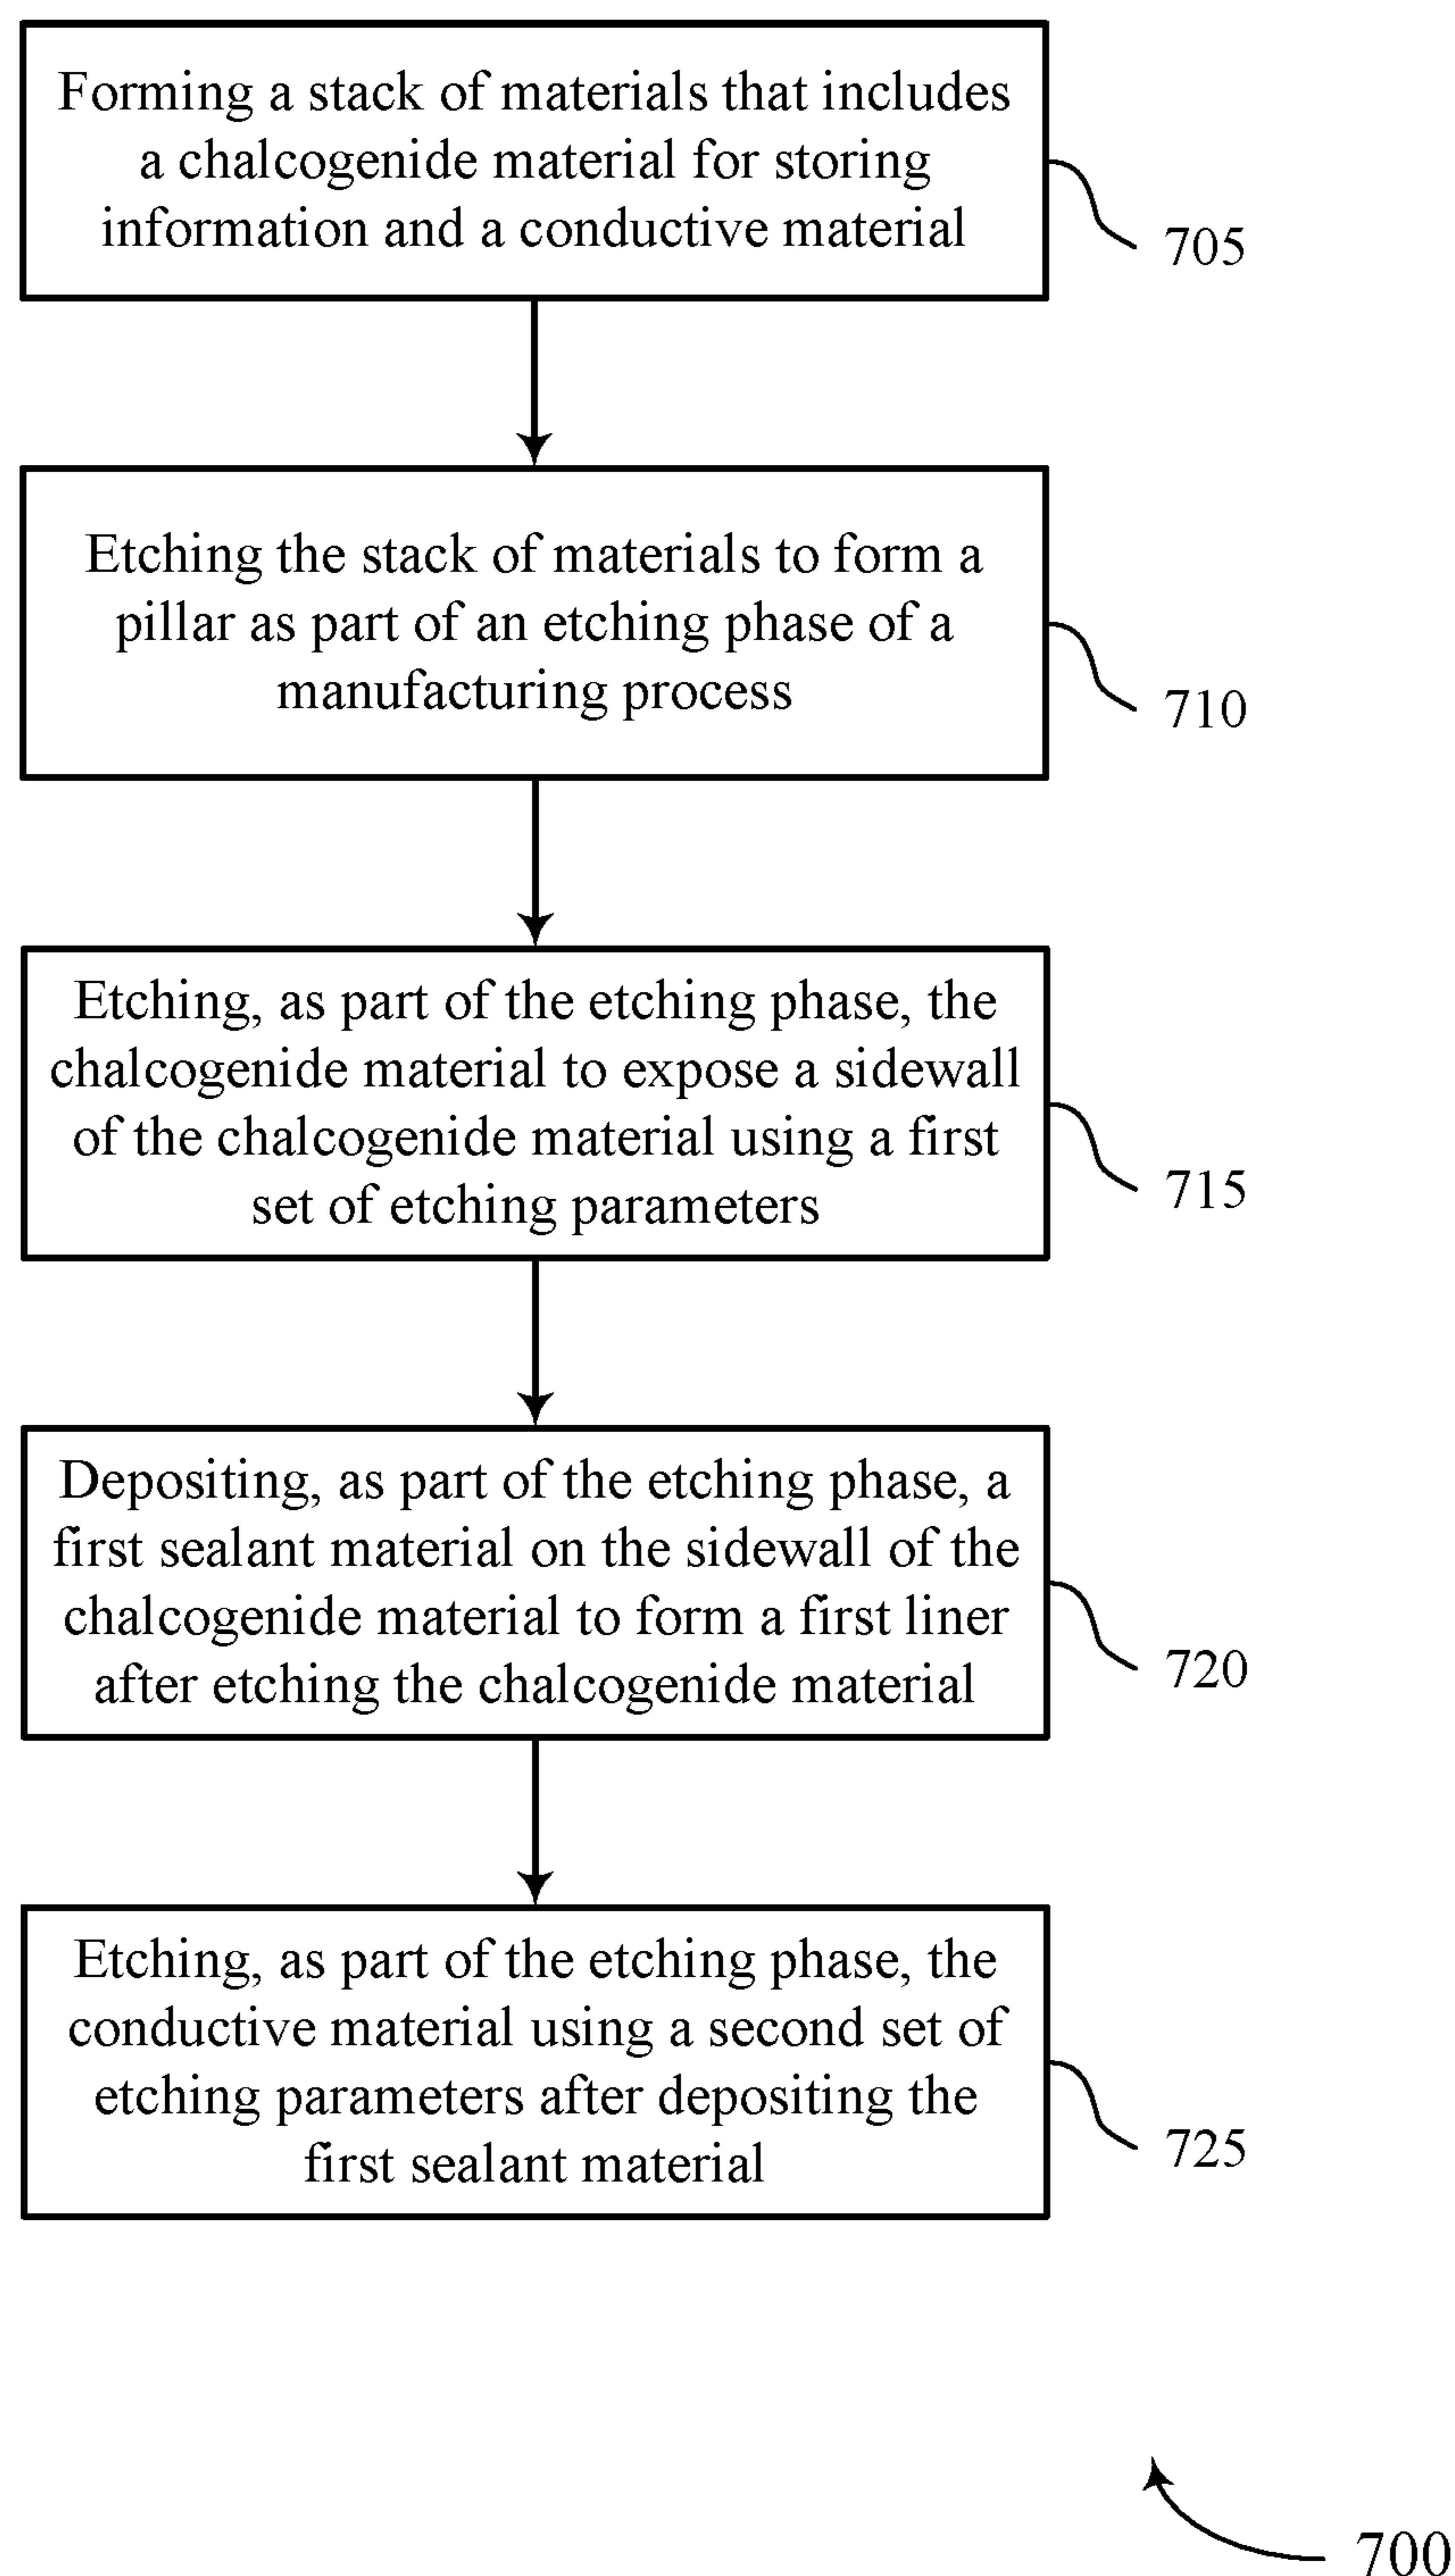 Forming a stack of materials that includes
a chalcogenide material for storing
information and a conductive material
705
Etching the stack of materials to form a
pillar as part of an etching phase of a
manufacturing process
710
Etching, as part of the etching phase, the
chalcogenide material to expose a sidewall
of the chalcogenide material using a first
set of etching parameters
715
Depositing, as part of the etching phase, a
first sealant material on the sidewall of the
chalcogenide material to form a first liner
after etching the chalcogenide material
720
Etching, as part of the etching phase, the
conductive material using a second set of
etching parameters after depositing the
first sealant material
725
700